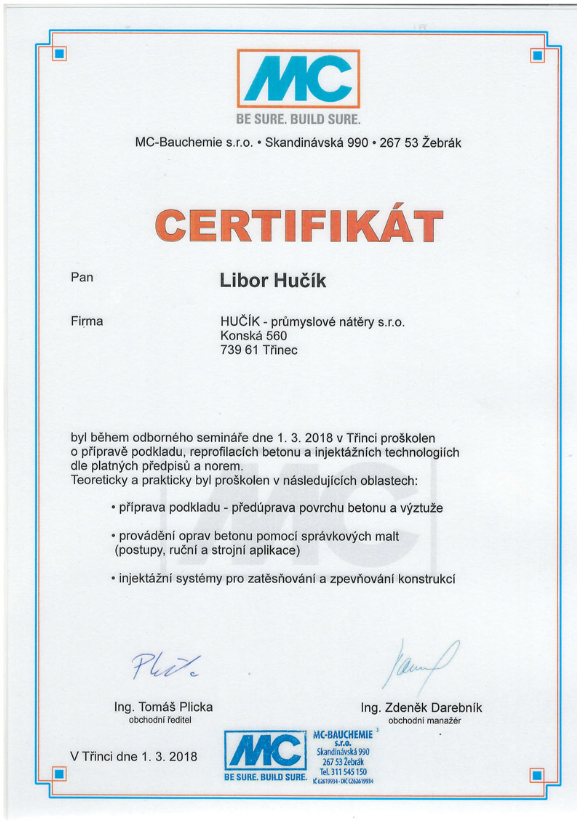 MC
BE SURE. BUILD SURE.
MC-Bauchemie s.r.o. • Skandinávská 990 • 267 53 Žebrák
CERTIFIKÁT
Pan Libor Hučík
Firma HUČÍK - průmyslové nátěry s.r.o.
Konská 560
739 61 Třinec
byl během odborného semináře dne 1. 3. 2018 v Třinci proškolen
o přípravě podkladu, reprofilacích betonu a injektážních technologiích
dle platných předpisů a norem.
Teoreticky a prakticky byl proškolen v následujících oblastech:
• příprava podkladu - předúprava povrchu betonu a výztuže
• provádění oprav betonu pomocí správkových malt
(postupy, ruční a strojní aplikace)
• injektážní systémy pro zatěsňování a zpevňování konstrukcí
Ing. Tomáš Plicka
obchodní ředitel
Ing. Zdeněk Darebník
obchodní manažér
V Třinci dne 1. 3. 2018
MC
BE SURE. BUILD SURE.
MC-BAUCHEMIE
s.r.o.
Skandinávská 990
267 53 Žebrák
Tel. 311 545 150